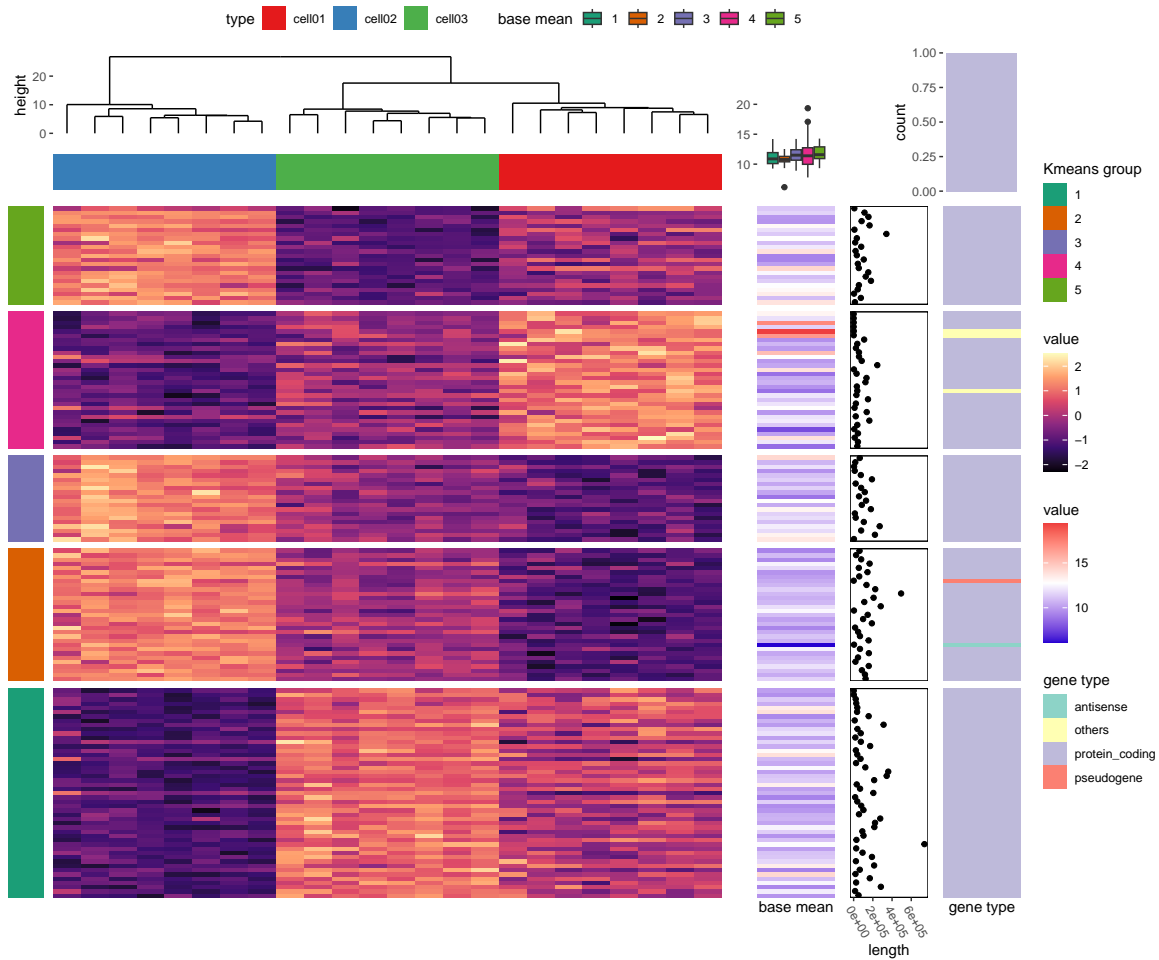 type cell01 cell02 cell03 base mean 1 2 3 4 5
height
20
10
0
20
15
10
count
1.00
0.75
0.50
0.25
0.00
Kmeans group
1
2
3
4
5
value
2
1
0
−1
−2
value
15
10
gene type
antisense
others
protein_coding
pseudogene
base mean
0e+00 2e+05 4e+05 6e+05
length
gene type